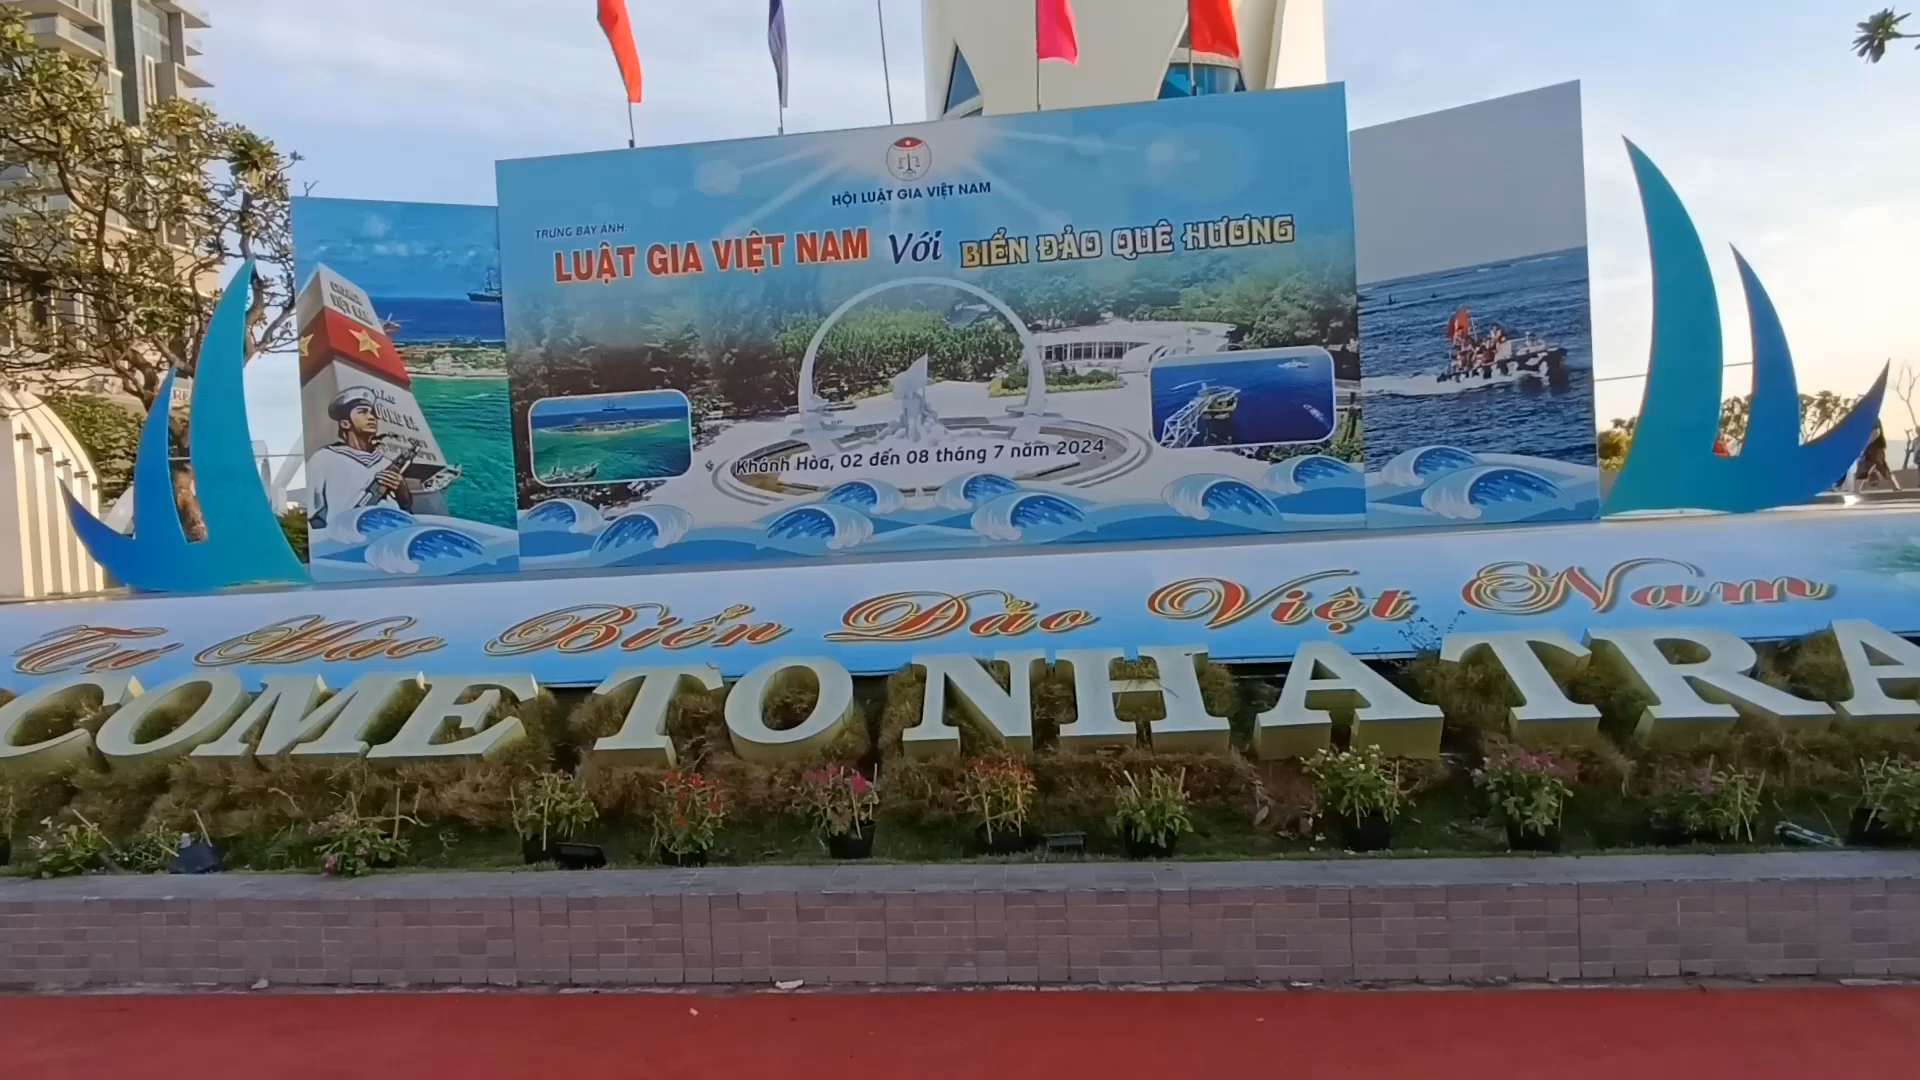 HỘI LUẬT GIA VIỆT NAM
TRƯNG BÀY ẢNH:
LUẬT GIA VIỆT NAM Với BIỂN ĐẢO QUÊ HƯƠNG
Khánh Hòa, 02 đến 08 tháng 7 năm 2024
Tự Hào Biển Đảo Việt Nam
COME TO NHA TRA